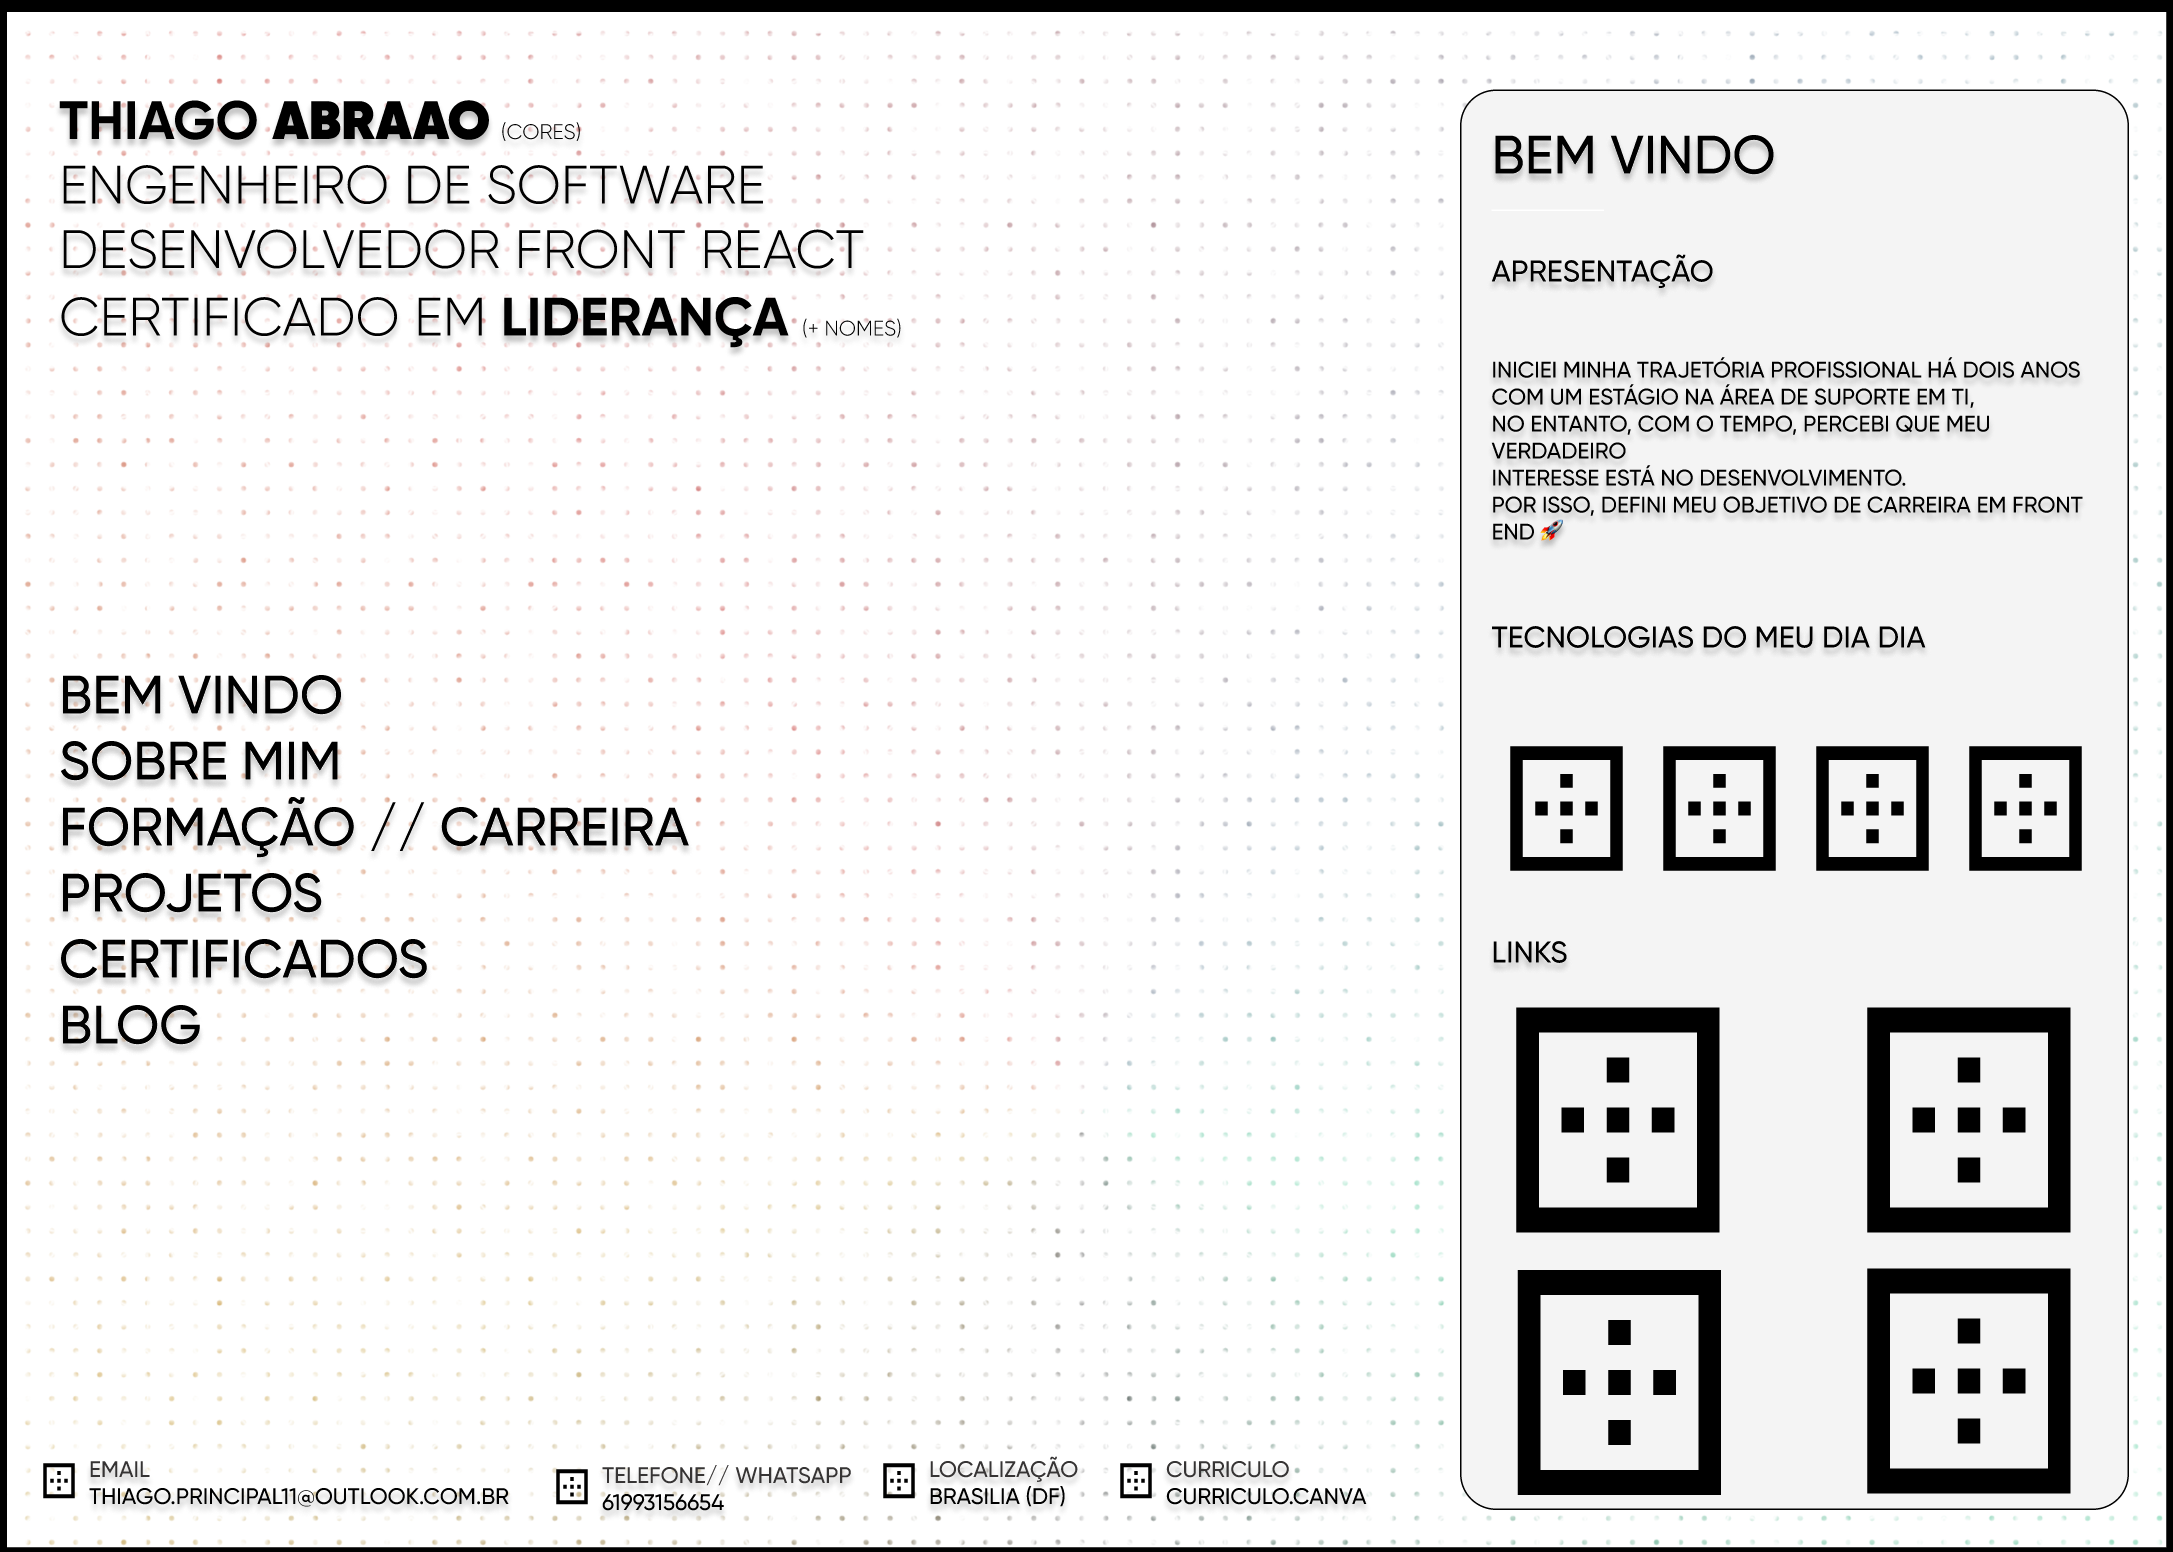 THIAGO ABRAAO (CORES)
ENGENHEIRO DE SOFTWARE
DESENVOLVEDOR FRONT REACT
CERTIFICADO EM LIDERANÇA (+ NOMES)
BEM VINDO
SOBRE MIM
FORMAÇÃO // CARREIRA
PROJETOS
CERTIFICADOS
BLOG
EMAIL
THIAGO.PRINCIPAL11@OUTLOOK.COM.BR
TELEFONE// WHATSAPP
61993156654
LOCALIZAÇÃO
BRASILIA (DF)
CURRICULO
CURRICULO.CANVA
BEM VINDO
APRESENTAÇÃO
INICIEI MINHA TRAJETÓRIA PROFISSIONAL HÁ DOIS ANOS
COM UM ESTÁGIO NA ÁREA DE SUPORTE EM TI,
NO ENTANTO, COM O TEMPO, PERCEBI QUE MEU
VERDADEIRO
INTERESSE ESTÁ NO DESENVOLVIMENTO.
POR ISSO, DEFINI MEU OBJETIVO DE CARREIRA EM FRONT
END 🚀
TECNOLOGIAS DO MEU DIA DIA
LINKS